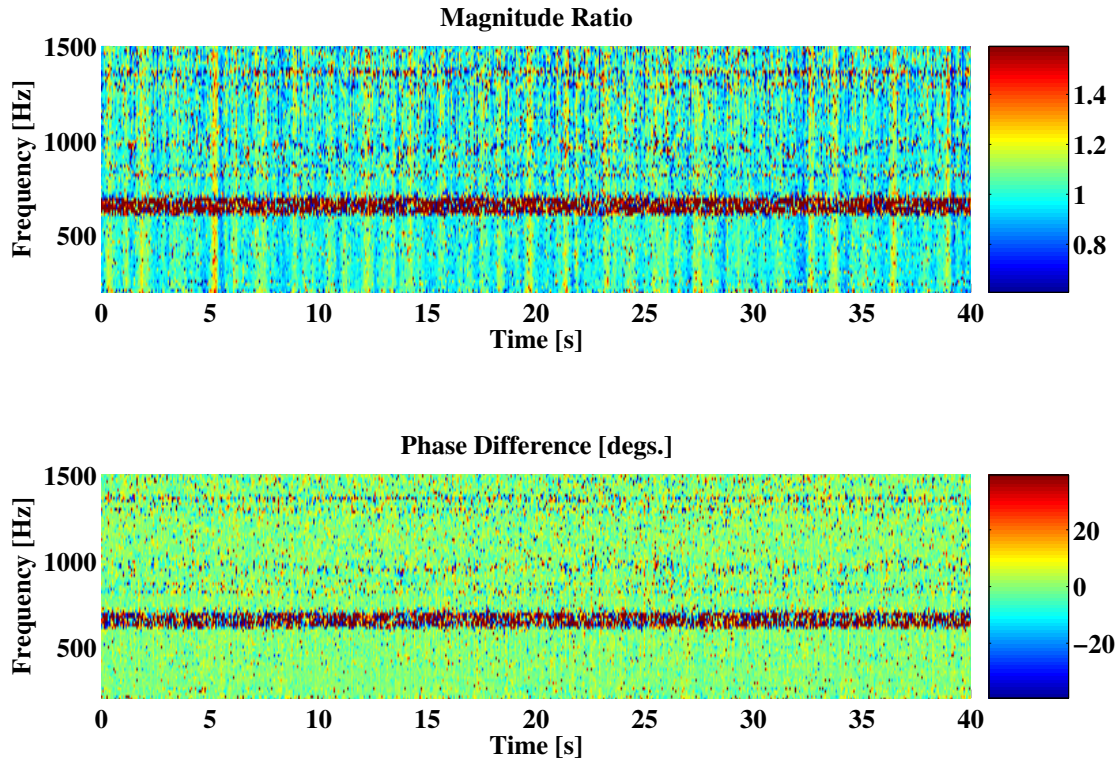 Magnitude Ratio
Frequency [Hz]
1500
1000
500
0 5 10 15 20 25 30 35 40
Time [s]
1.4
1.2
1
0.8
Phase Difference [degs.]
Frequency [Hz]
1500
1000
500
0 5 10 15 20 25 30 35 40
Time [s]
20
0
−20